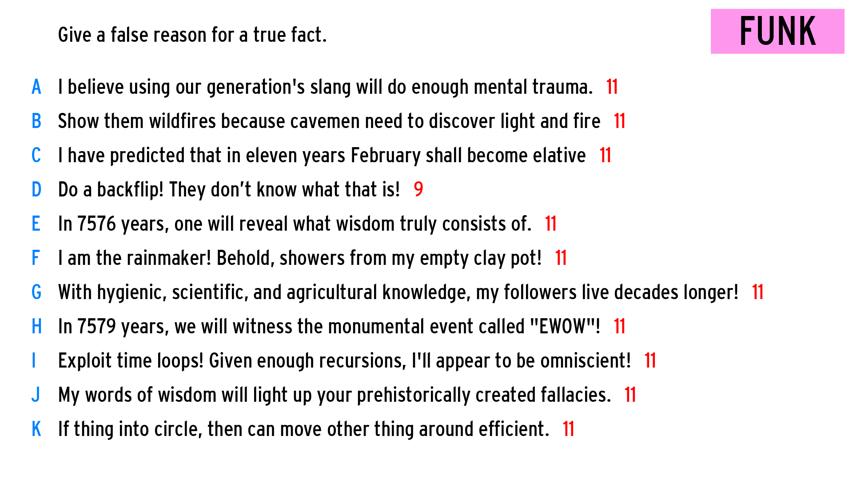 Give a false reason for a true fact.
FUNK
A I believe using our generation's slang will do enough mental trauma. 11
B Show them wildfires because cavemen need to discover light and fire 11
C I have predicted that in eleven years February shall become elative 11
D Do a backflip! They don’t know what that is! 9
E In 7576 years, one will reveal what wisdom truly consists of. 11
F I am the rainmaker! Behold, showers from my empty clay pot! 11
G With hygienic, scientific, and agricultural knowledge, my followers live decades longer! 11
H In 7579 years, we will witness the monumental event called "EWOW"! 11
I Exploit time loops! Given enough recursions, I'll appear to be omniscient! 11
J My words of wisdom will light up your prehistorically created fallacies. 11
K If thing into circle, then can move other thing around efficient. 11